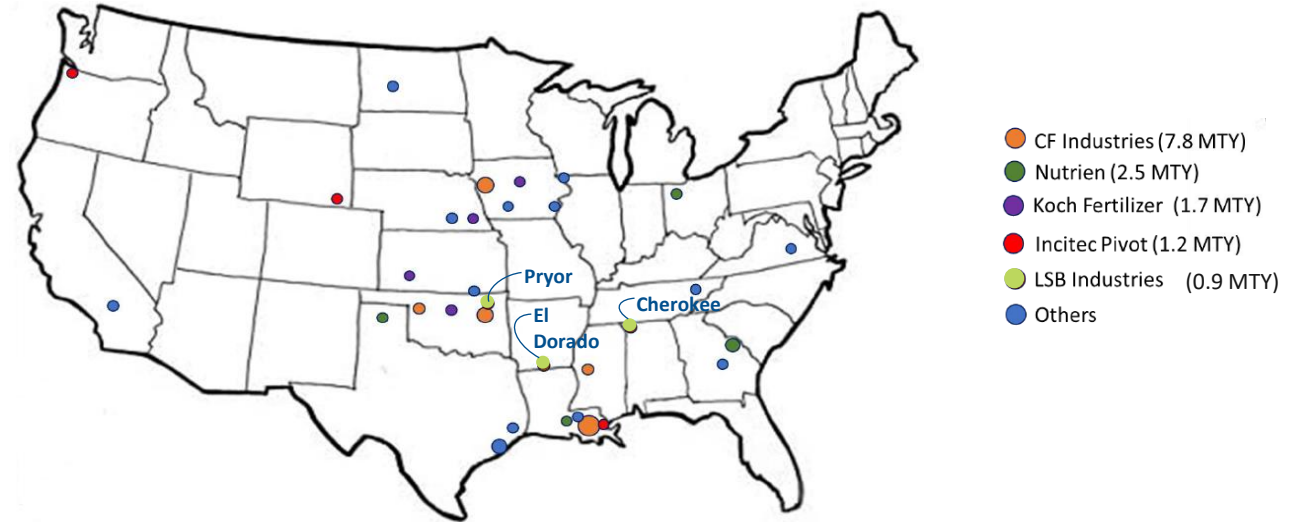 Pryor
El
Dorado
Cherokee
CF Industries (7.8 MTY)
Nutrien (2.5 MTY)
Koch Fertilizer (1.7 MTY)
Incitec Pivot (1.2 MTY)
LSB Industries (0.9 MTY)
Others